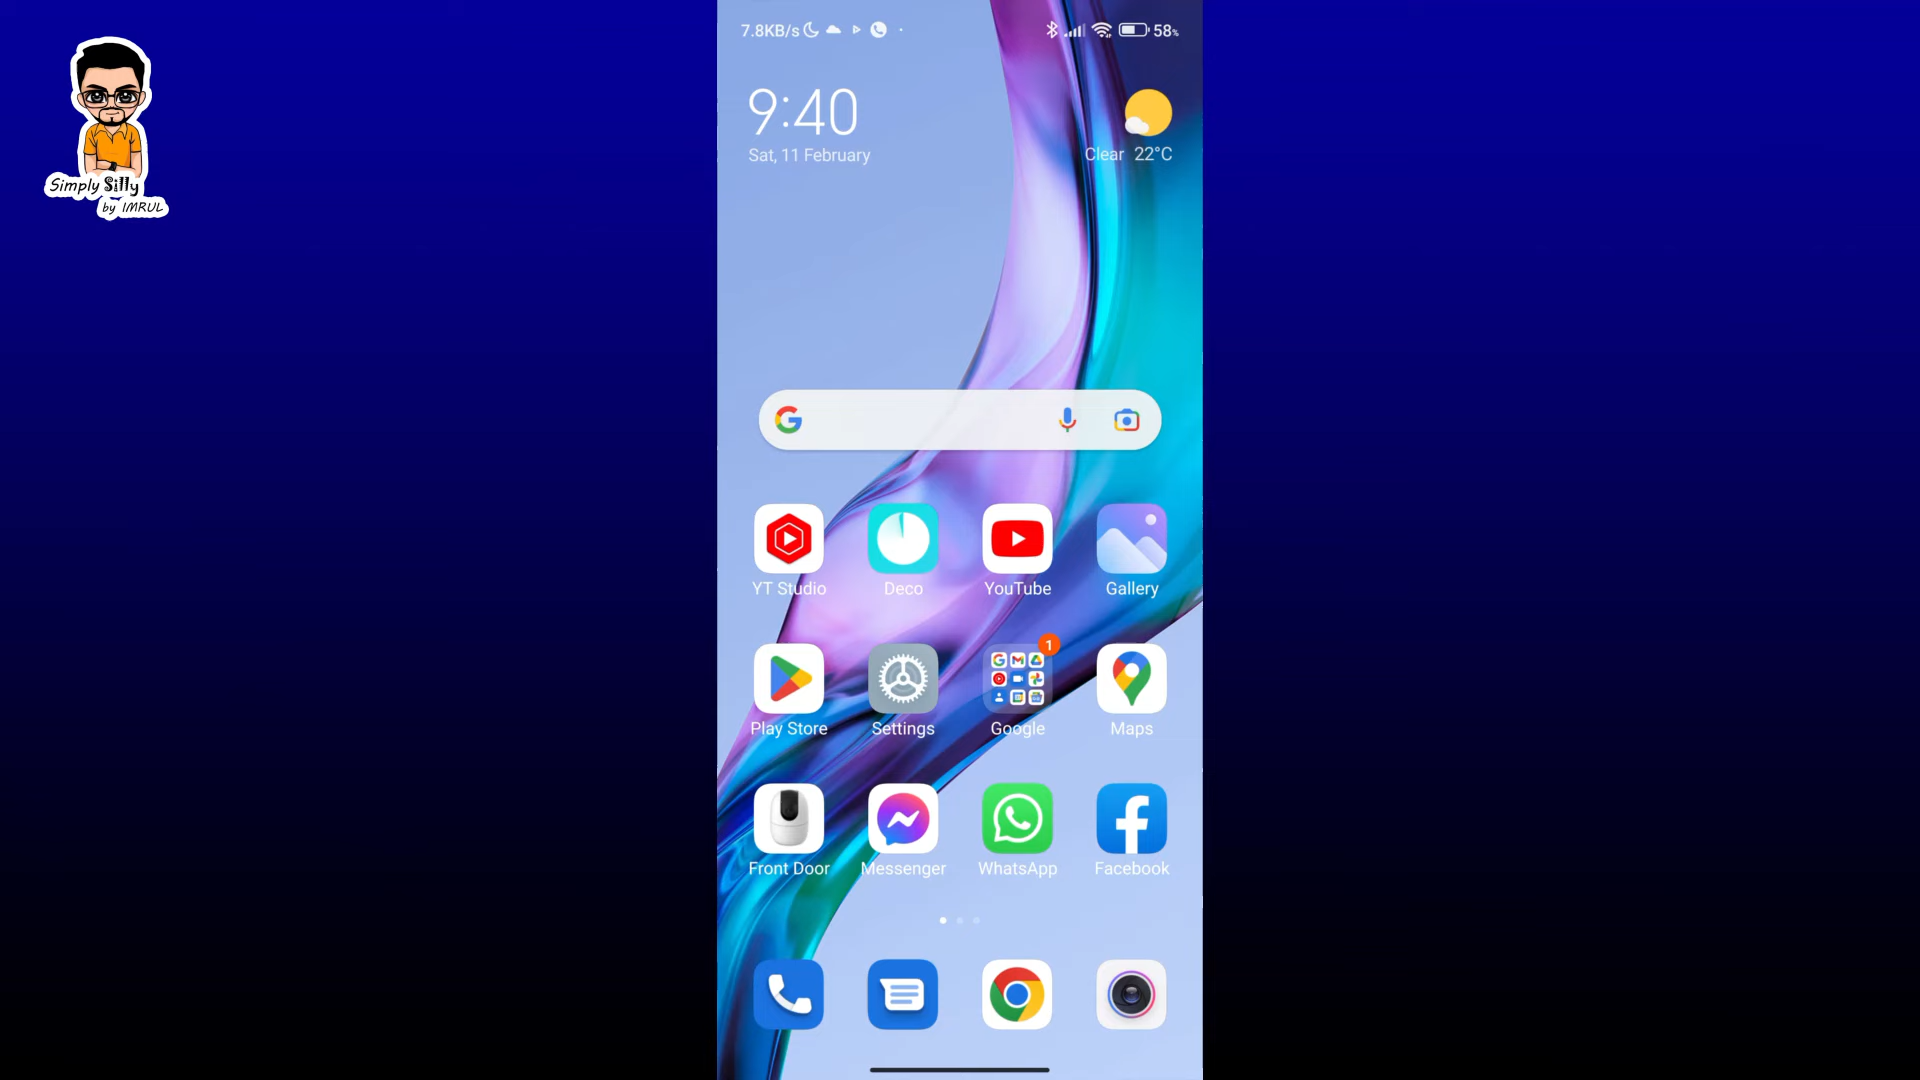 7.8KB/s
58%
9:40
Sat, 11 February
Clear 22°C
Simply Silly
by IMRUL
YT Studio
Deco
YouTube
Gallery
1
Play Store
Settings
Google
Maps
Front Door
Messenger
WhatsApp
Facebook